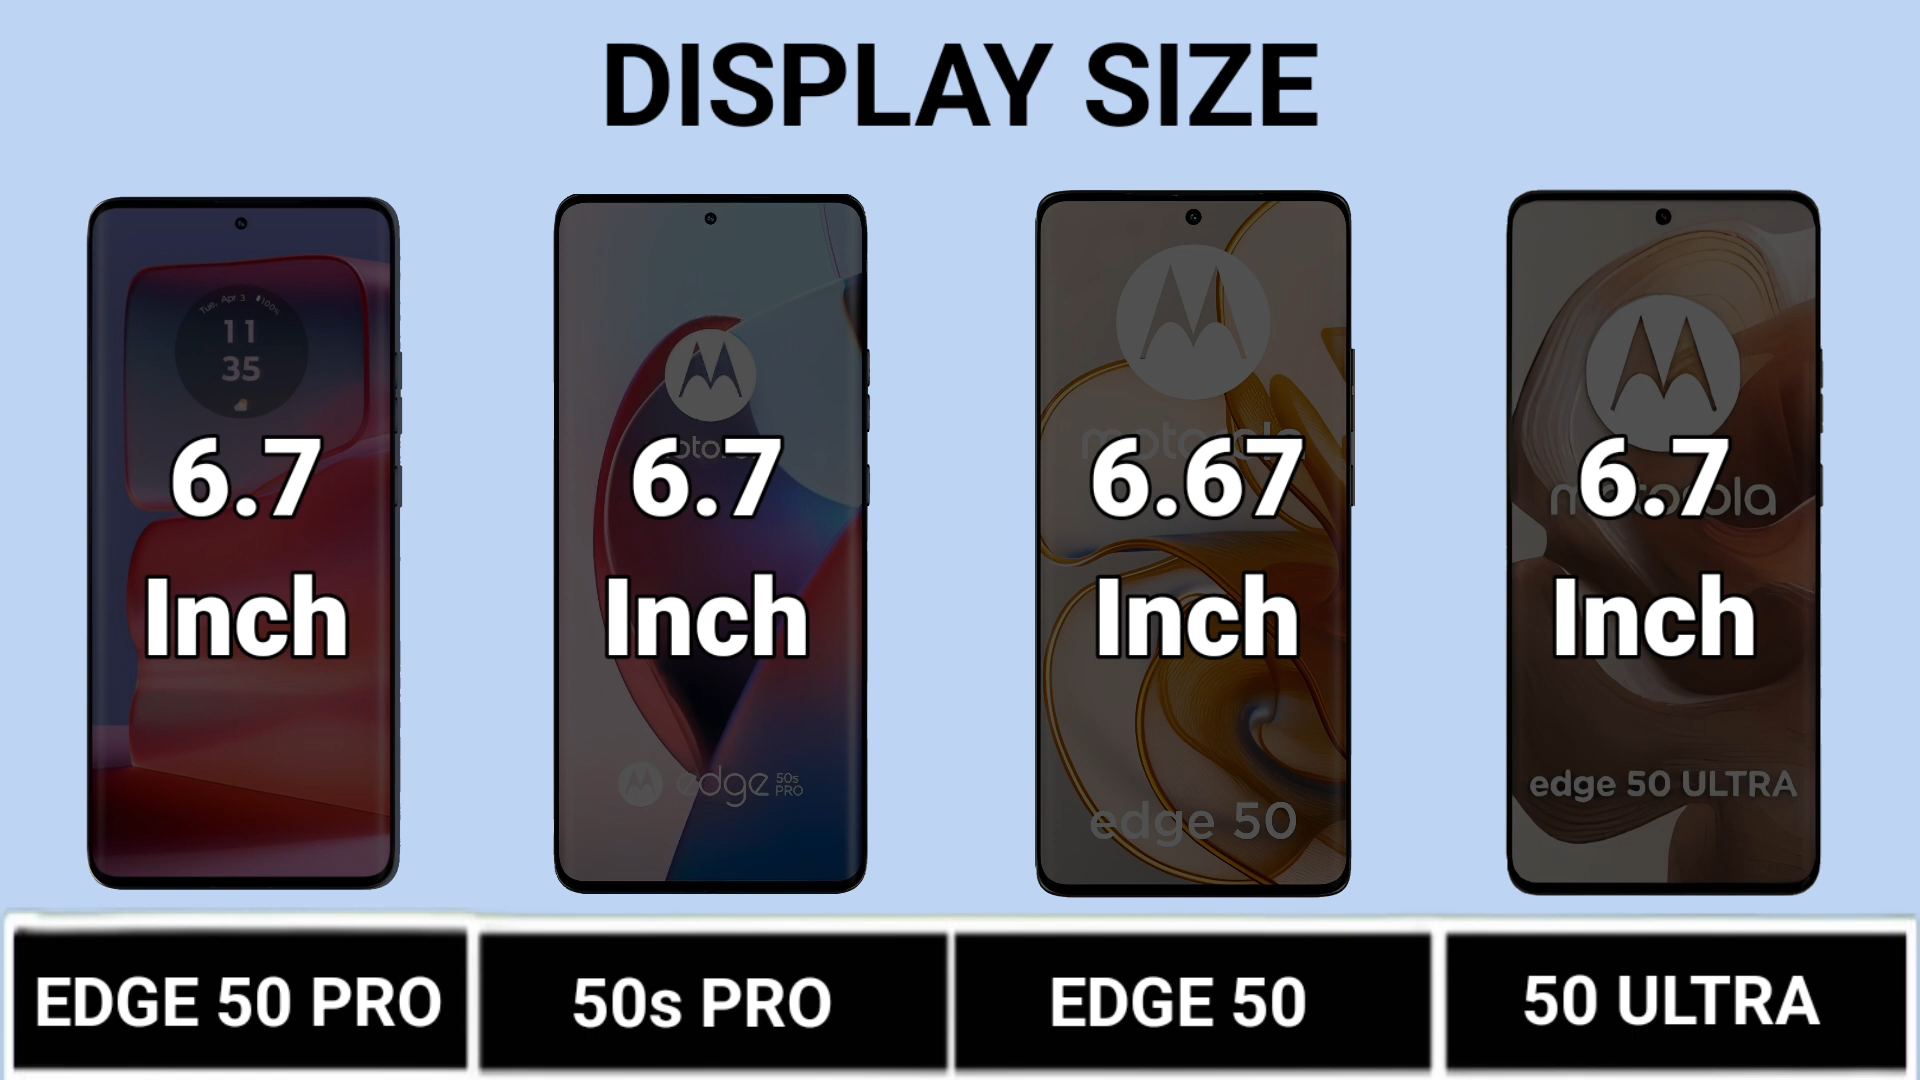 DISPLAY SIZE
Tue, Apr 3 100%
11
35
6.7
Inch
6.7
Inch
edge 50s
PRO
6.67
Inch
edge 50
motorola
6.7
Inch
edge 50 ULTRA
EDGE 50 PRO
50s PRO
EDGE 50
50 ULTRA